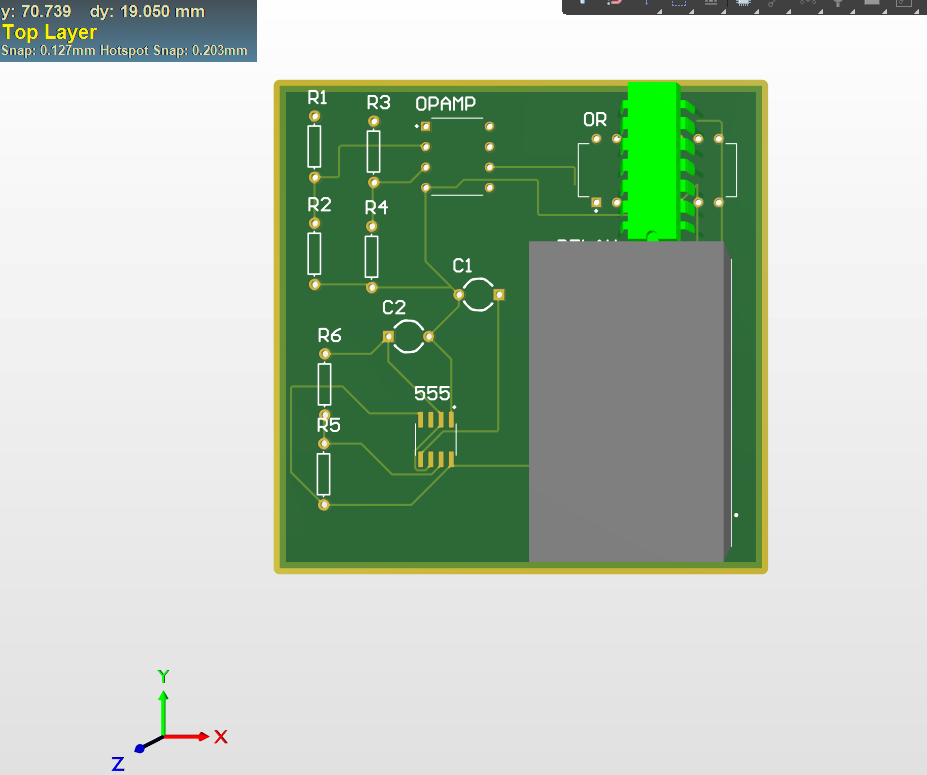 y: 70.739 dy: 19.050 mm
Top Layer
Snap: 0.127mm Hotspot Snap: 0.203mm
R1
R3
OPAMP
OR
R2
R4
C1
C2
R6
555
R5
Y
X
Z